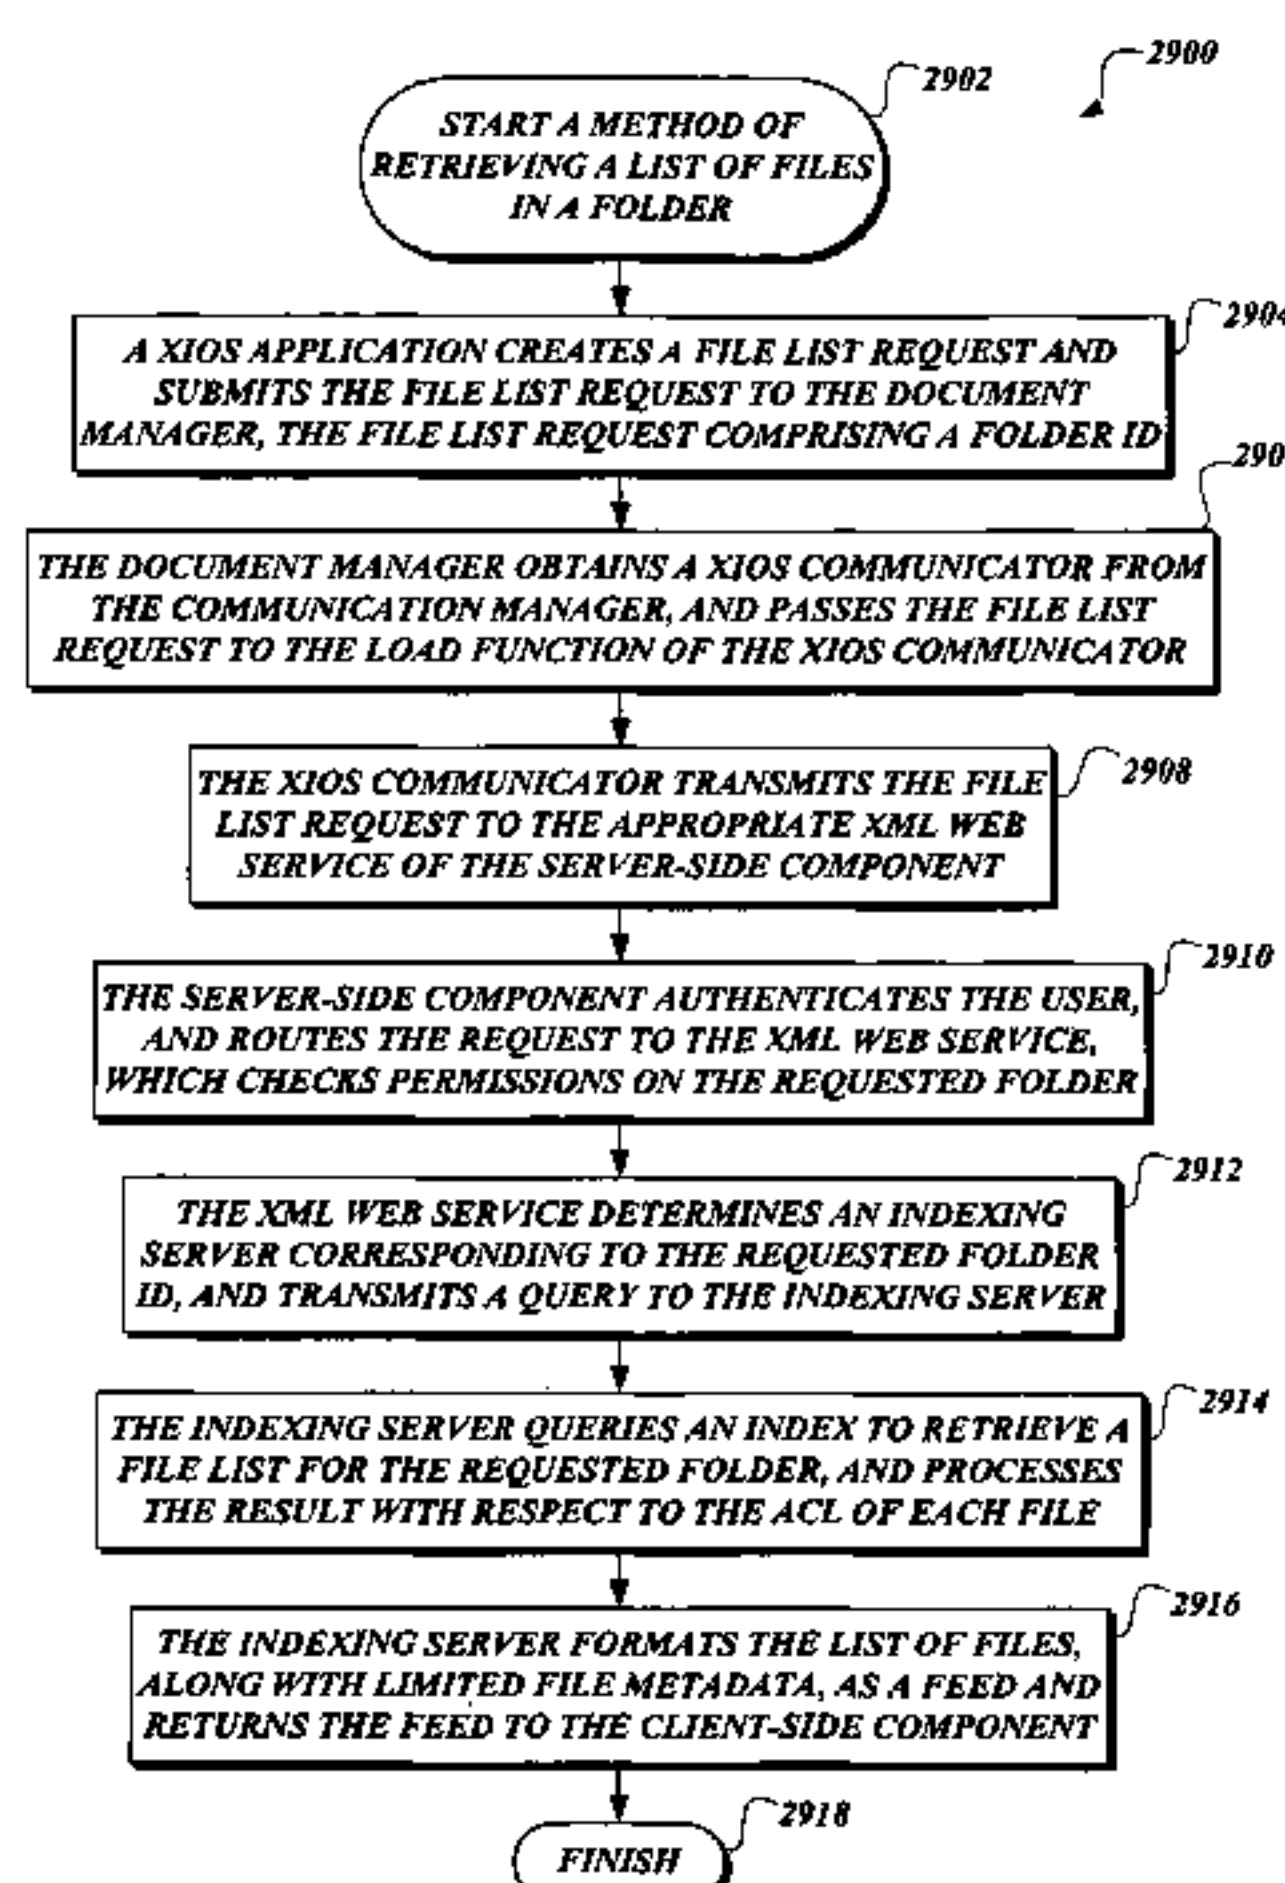 2900
2902
START A METHOD OF
RETRIEVING A LIST OF FILES
IN A FOLDER
2904
A XIOS APPLICATION CREATES A FILE LIST REQUEST AND
SUBMITS THE FILE LIST REQUEST TO THE DOCUMENT
MANAGER, THE FILE LIST REQUEST COMPRISING A FOLDER ID
290
THE DOCUMENT MANAGER OBTAINS A XIOS COMMUNICATOR FROM
THE COMMUNICATION MANAGER, AND PASSES THE FILE LIST
REQUEST TO THE LOAD FUNCTION OF THE XIOS COMMUNICATOR
2908
THE XIOS COMMUNICATOR TRANSMITS THE FILE
LIST REQUEST TO THE APPROPRIATE XML WEB
SERVICE OF THE SERVER-SIDE COMPONENT
2910
THE SERVER-SIDE COMPONENT AUTHENTICATES THE USER,
AND ROUTES THE REQUEST TO THE XML WEB SERVICE,
WHICH CHECKS PERMISSIONS ON THE REQUESTED FOLDER
2912
THE XML WEB SERVICE DETERMINES AN INDEXING
SERVER CORRESPONDING TO THE REQUESTED FOLDER
ID, AND TRANSMITS A QUERY TO THE INDEXING SERVER
2914
THE INDEXING SERVER QUERIES AN INDEX TO RETRIEVE A
FILE LIST FOR THE REQUESTED FOLDER, AND PROCESSES
THE RESULT WITH RESPECT TO THE ACL OF EACH FILE
2916
THE INDEXING SERVER FORMATS THE LIST OF FILES,
ALONG WITH LIMITED FILE METADATA, AS A FEED AND
RETURNS THE FEED TO THE CLIENT-SIDE COMPONENT
2918
FINISH